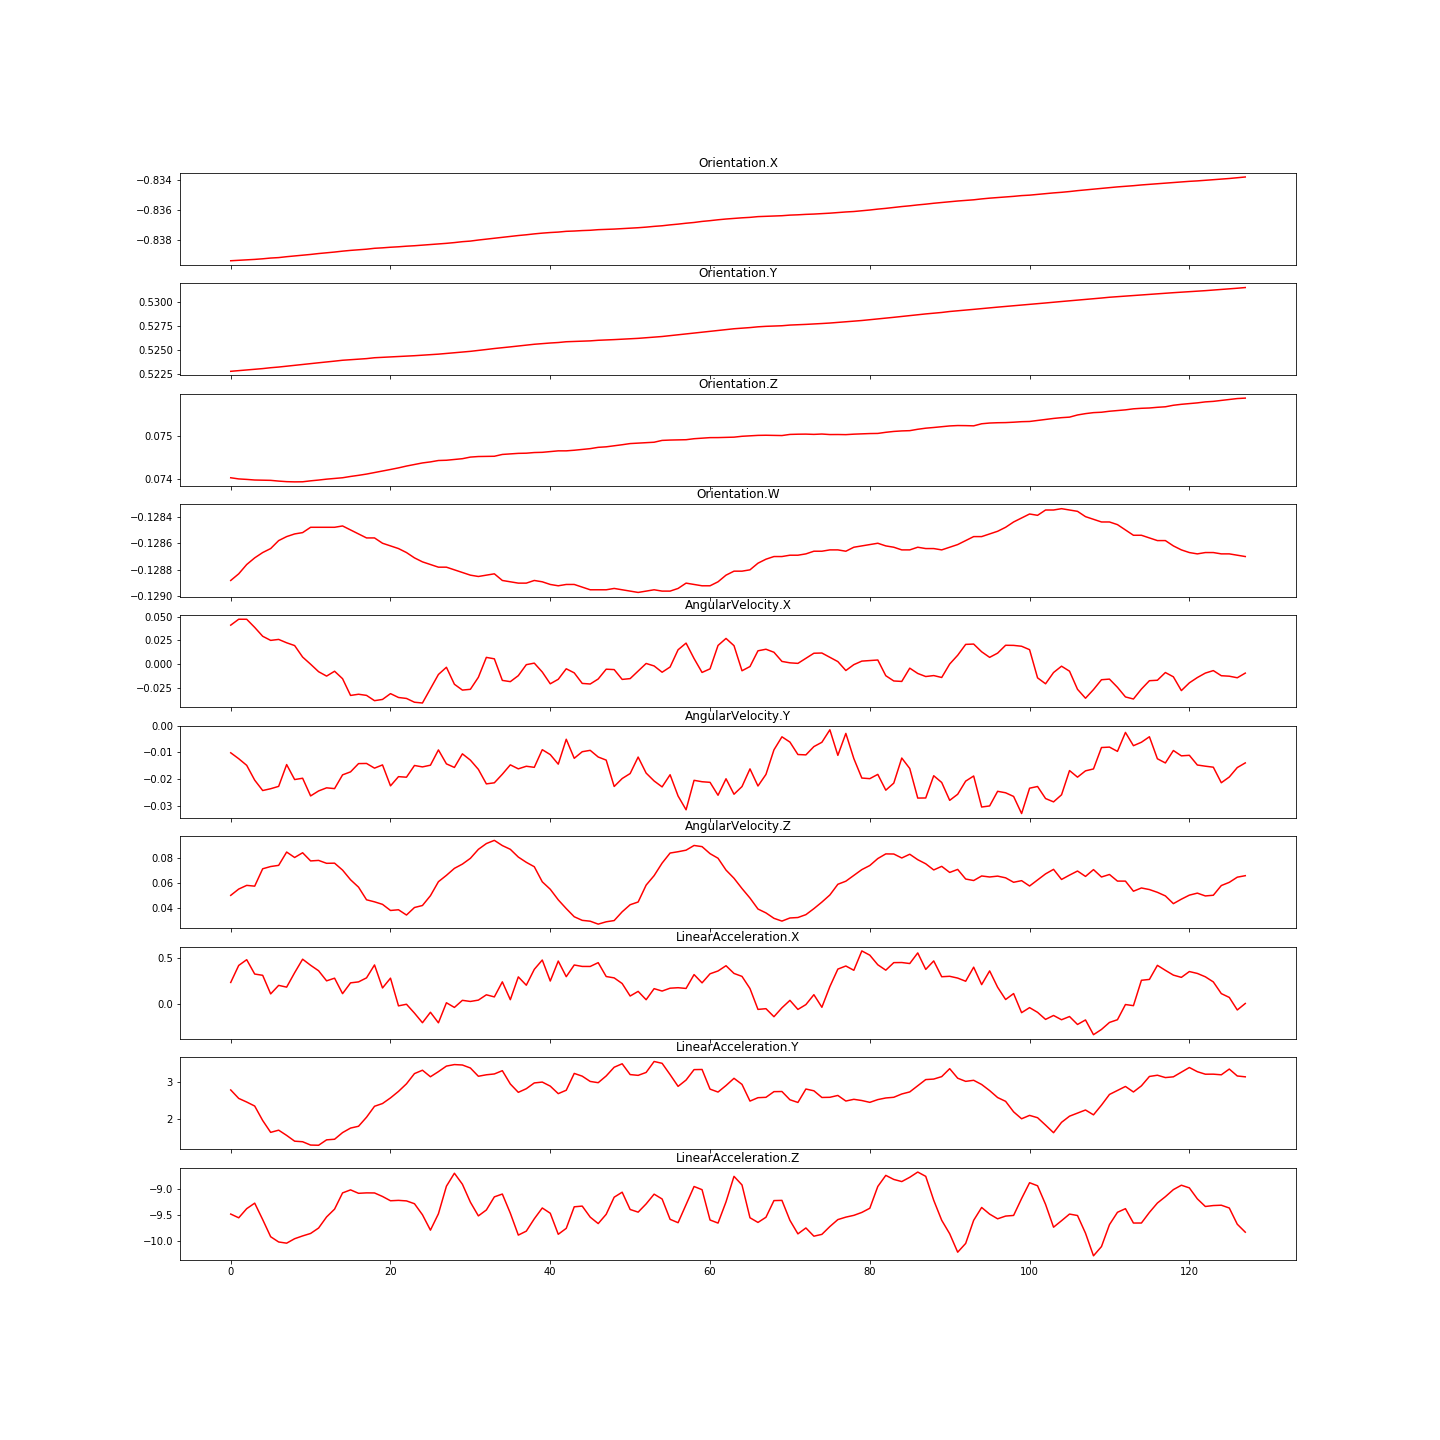 Orientation.X
−0.834
−0.836
−0.838
Orientation.Y
0.5300
0.5275
0.5250
0.5225
Orientation.Z
0.075
0.074
Orientation.W
−0.1284
−0.1286
−0.1288
−0.1290
AngularVelocity.X
0.050
0.025
0.000
−0.025
AngularVelocity.Y
0.00
−0.01
−0.02
−0.03
AngularVelocity.Z
0.08
0.06
0.04
LinearAcceleration.X
0.5
0.0
LinearAcceleration.Y
3
2
LinearAcceleration.Z
−9.0
−9.5
−10.0
0 20 40 60 80 100 120